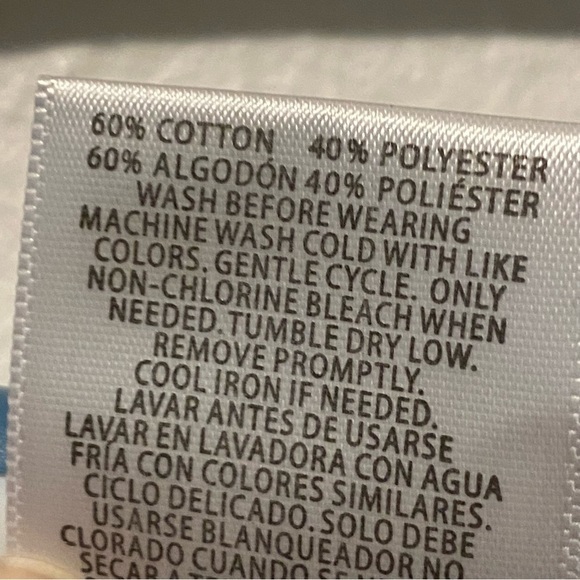 60% COTTON 40% POLYESTER
60% ALGODÓN 40% POLIÉSTER
WASH BEFORE WEARING
MACHINE WASH COLD WITH LIKE
COLORS. GENTLE CYCLE. ONLY
NON-CHLORINE BLEACH WHEN
NEEDED. TUMBLE DRY LOW.
REMOVE PROMPTLY.
COOL IRON IF NEEDED.
LAVAR ANTES DE USARSE
LAVAR EN LAVADORA CON AGUA
FRÍA CON COLORES SIMILARES.
CICLO DELICADO. SOLO DEBE
USARSE BLANQUEADOR NO
CLORADO CUANDO
SECAR A